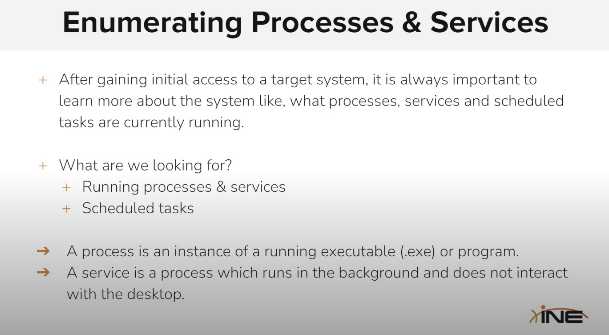 Enumerating Processes & Services
+ After gaining initial access to a target system, it is always important to
learn more about the system like, what processes, services and scheduled
tasks are currently running.
+ What are we looking for?
+ Running processes & services
+ Scheduled tasks
➔ A process is an instance of a running executable (.exe) or program.
➔ A service is a process which runs in the background and does not interact
with the desktop.
INE